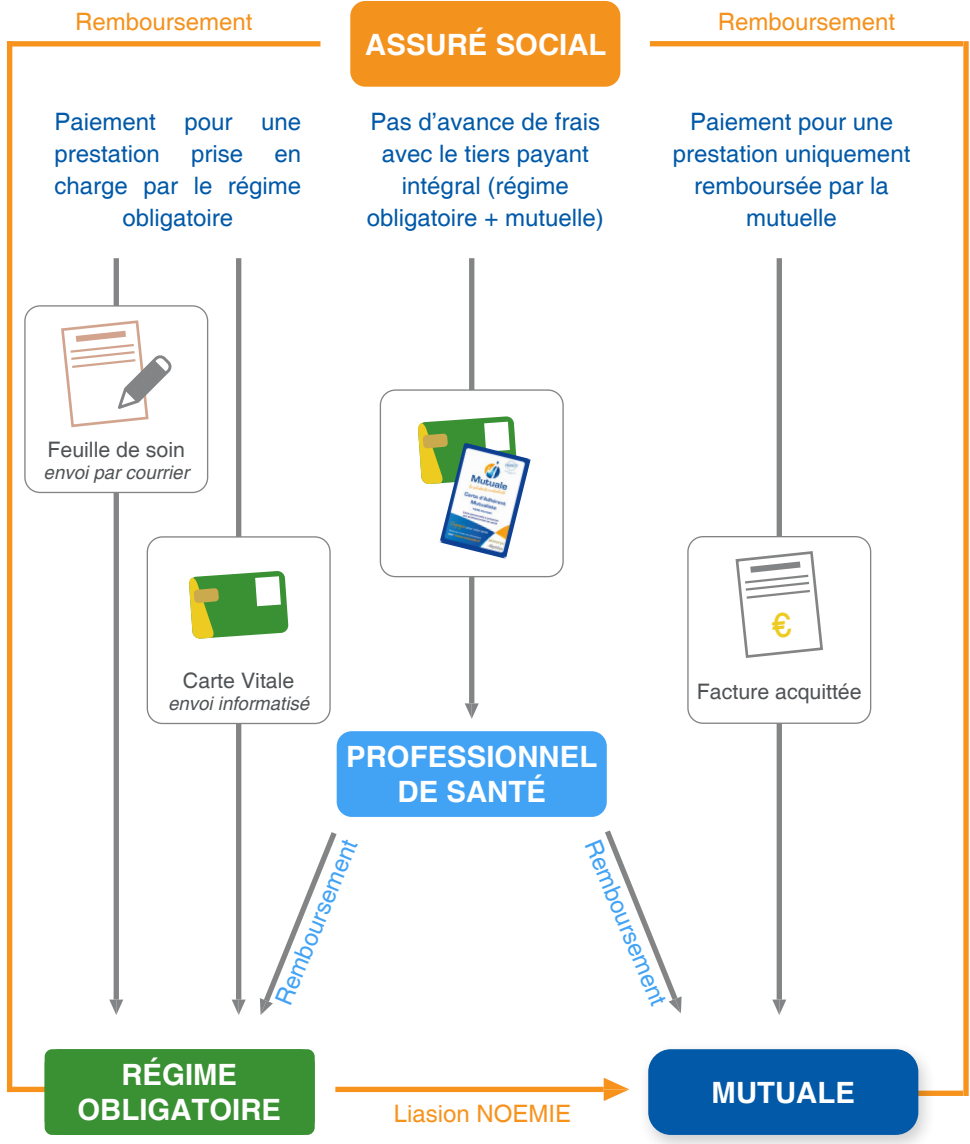 Remboursement
ASSURÉ SOCIAL
Remboursement
Paiement pour une
prestation prise en
charge par le régime
obligatoire
Pas d'avance de frais
avec le tiers payant
intégral (régime
obligatoire + mutuelle)
Paiement pour une
prestation uniquement
remboursée par la
mutuelle
Feuille de soin
envoi par courrier
Mutuale
Carte d'Adhérent
Mutualiste
Carte Vitale
envoi informatisé
€
Facture acquittée
PROFESSIONNEL
DE SANTÉ
Remboursement
Remboursement
RÉGIME
OBLIGATOIRE
Liasion NOEMIE
MUTUALE